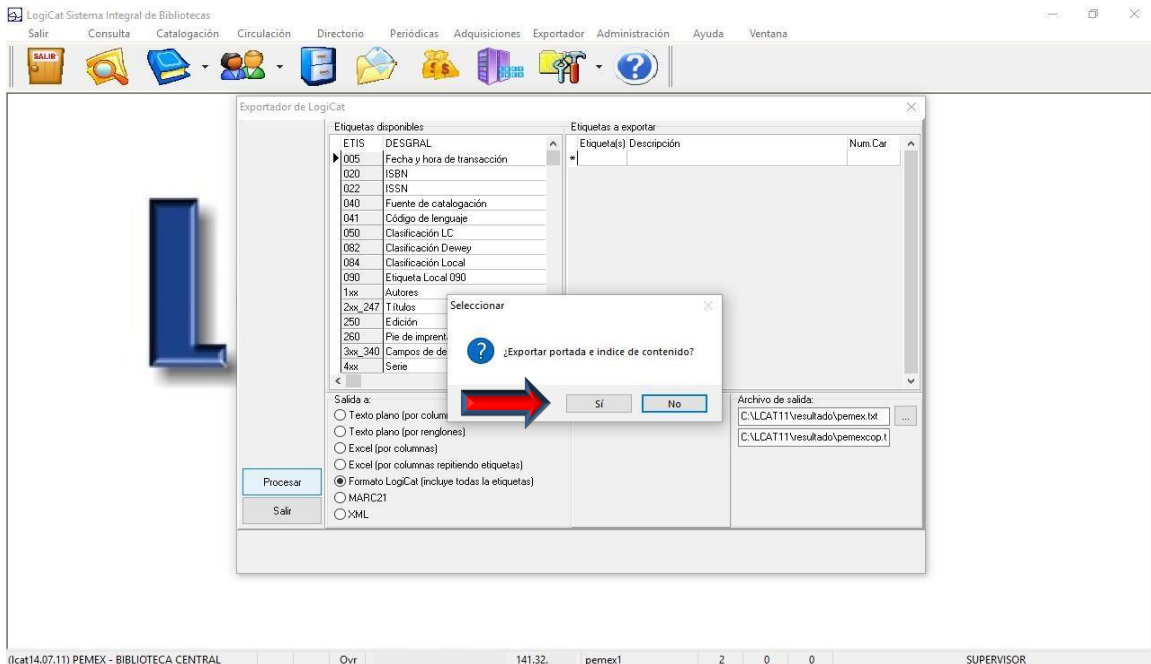 LogiCat Sistema Integral de Bibliotecas
Salir Consulta Catalogación Circulación Directorio Periódicas Adquisiciones Exportador Administración Ayuda Ventana
SALIR
Exportador de LogiCat
Etiquetas disponibles
ETIS DESGRAL
005 Fecha y hora de transacción
020 ISBN
022 ISSN
040 Fuente de catalogación
041 Código de lenguaje
050 Clasificación LC
082 Clasificación Dewey
084 Clasificación Local
090 Etiqueta Local 090
1xx Autores
2xx_247 Títulos
250 Edición
260 Pie de imprent
3xx_340 Campos de de
4xx Serie
Etiquetas a exportar
Etiqueta(s) Descripción Num.Car
*
L
Seleccionar
? ¿Exportar portada e indice de contenido?
Sí No
Salida a:
Texto plano (por colum
Texto plano (por renglones)
Excel (por columnas)
Excel (por columnas repitiendo etiquetas)
Formato LogiCat (incluye todas la etiquetas)
MARC21
XML
Archivo de salida:
C:\LCAT11\resultado\pemex.txt ...
C:\LCAT11\resultado\pemexcop.t
Procesar
Salir
(lcat14.07.11) PEMEX - BIBLIOTECA CENTRAL Ovr 141.32. pemex1 2 0 0 SUPERVISOR